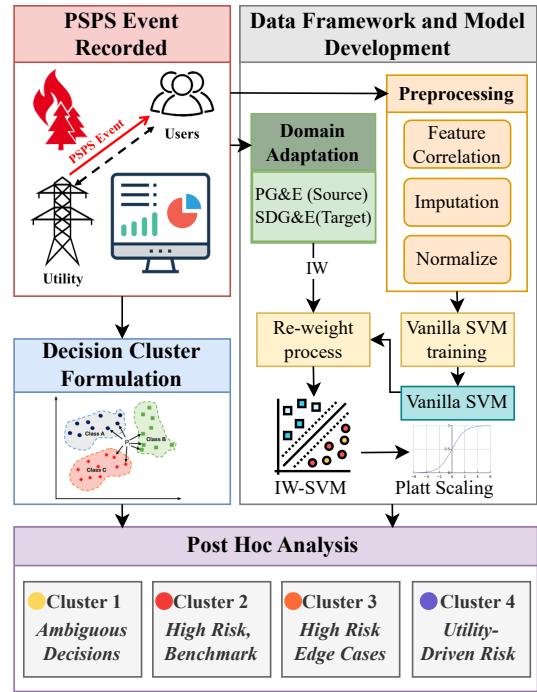 PSPS Event
Recorded
Users
PSPS Event
Utility
Data Framework and Model
Development
Preprocessing
Feature
Correlation
Imputation
Normalize
Domain
Adaptation
PG&E (Source)
SDG&E(Target)
IW
Re-weight
process
Vanilla SVM
training
Vanilla SVM
IW-SVM
Platt Scaling
Decision Cluster
Formulation
Class A
Class B
Class C
Post Hoc Analysis
Cluster 1
Ambiguous
Decisions
Cluster 2
High Risk,
Benchmark
Cluster 3
High Risk
Edge Cases
Cluster 4
Utility-
Driven Risk